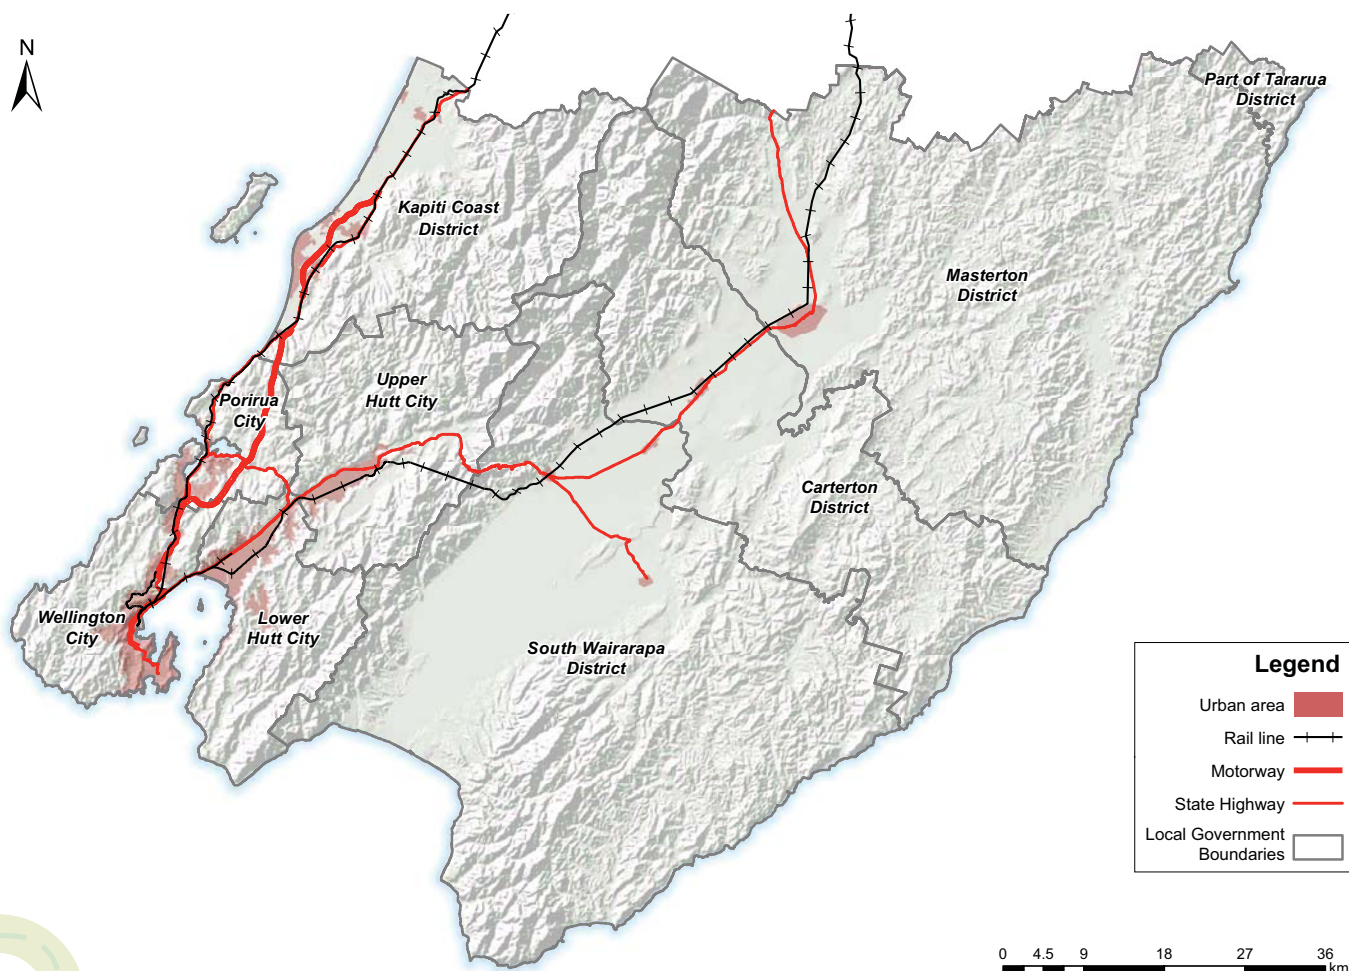 N
Part of Tararua
District
Kapiti Coast
District
Masterton
District
Upper
Hutt City
Porirua
City
Carterton
District
Wellington
City
Lower
Hutt City
South Wairarapa
District
Legend
Urban area
Rail line
Motorway
State Highway
Local Government
Boundaries
0 4.5 9 18 27 36
km